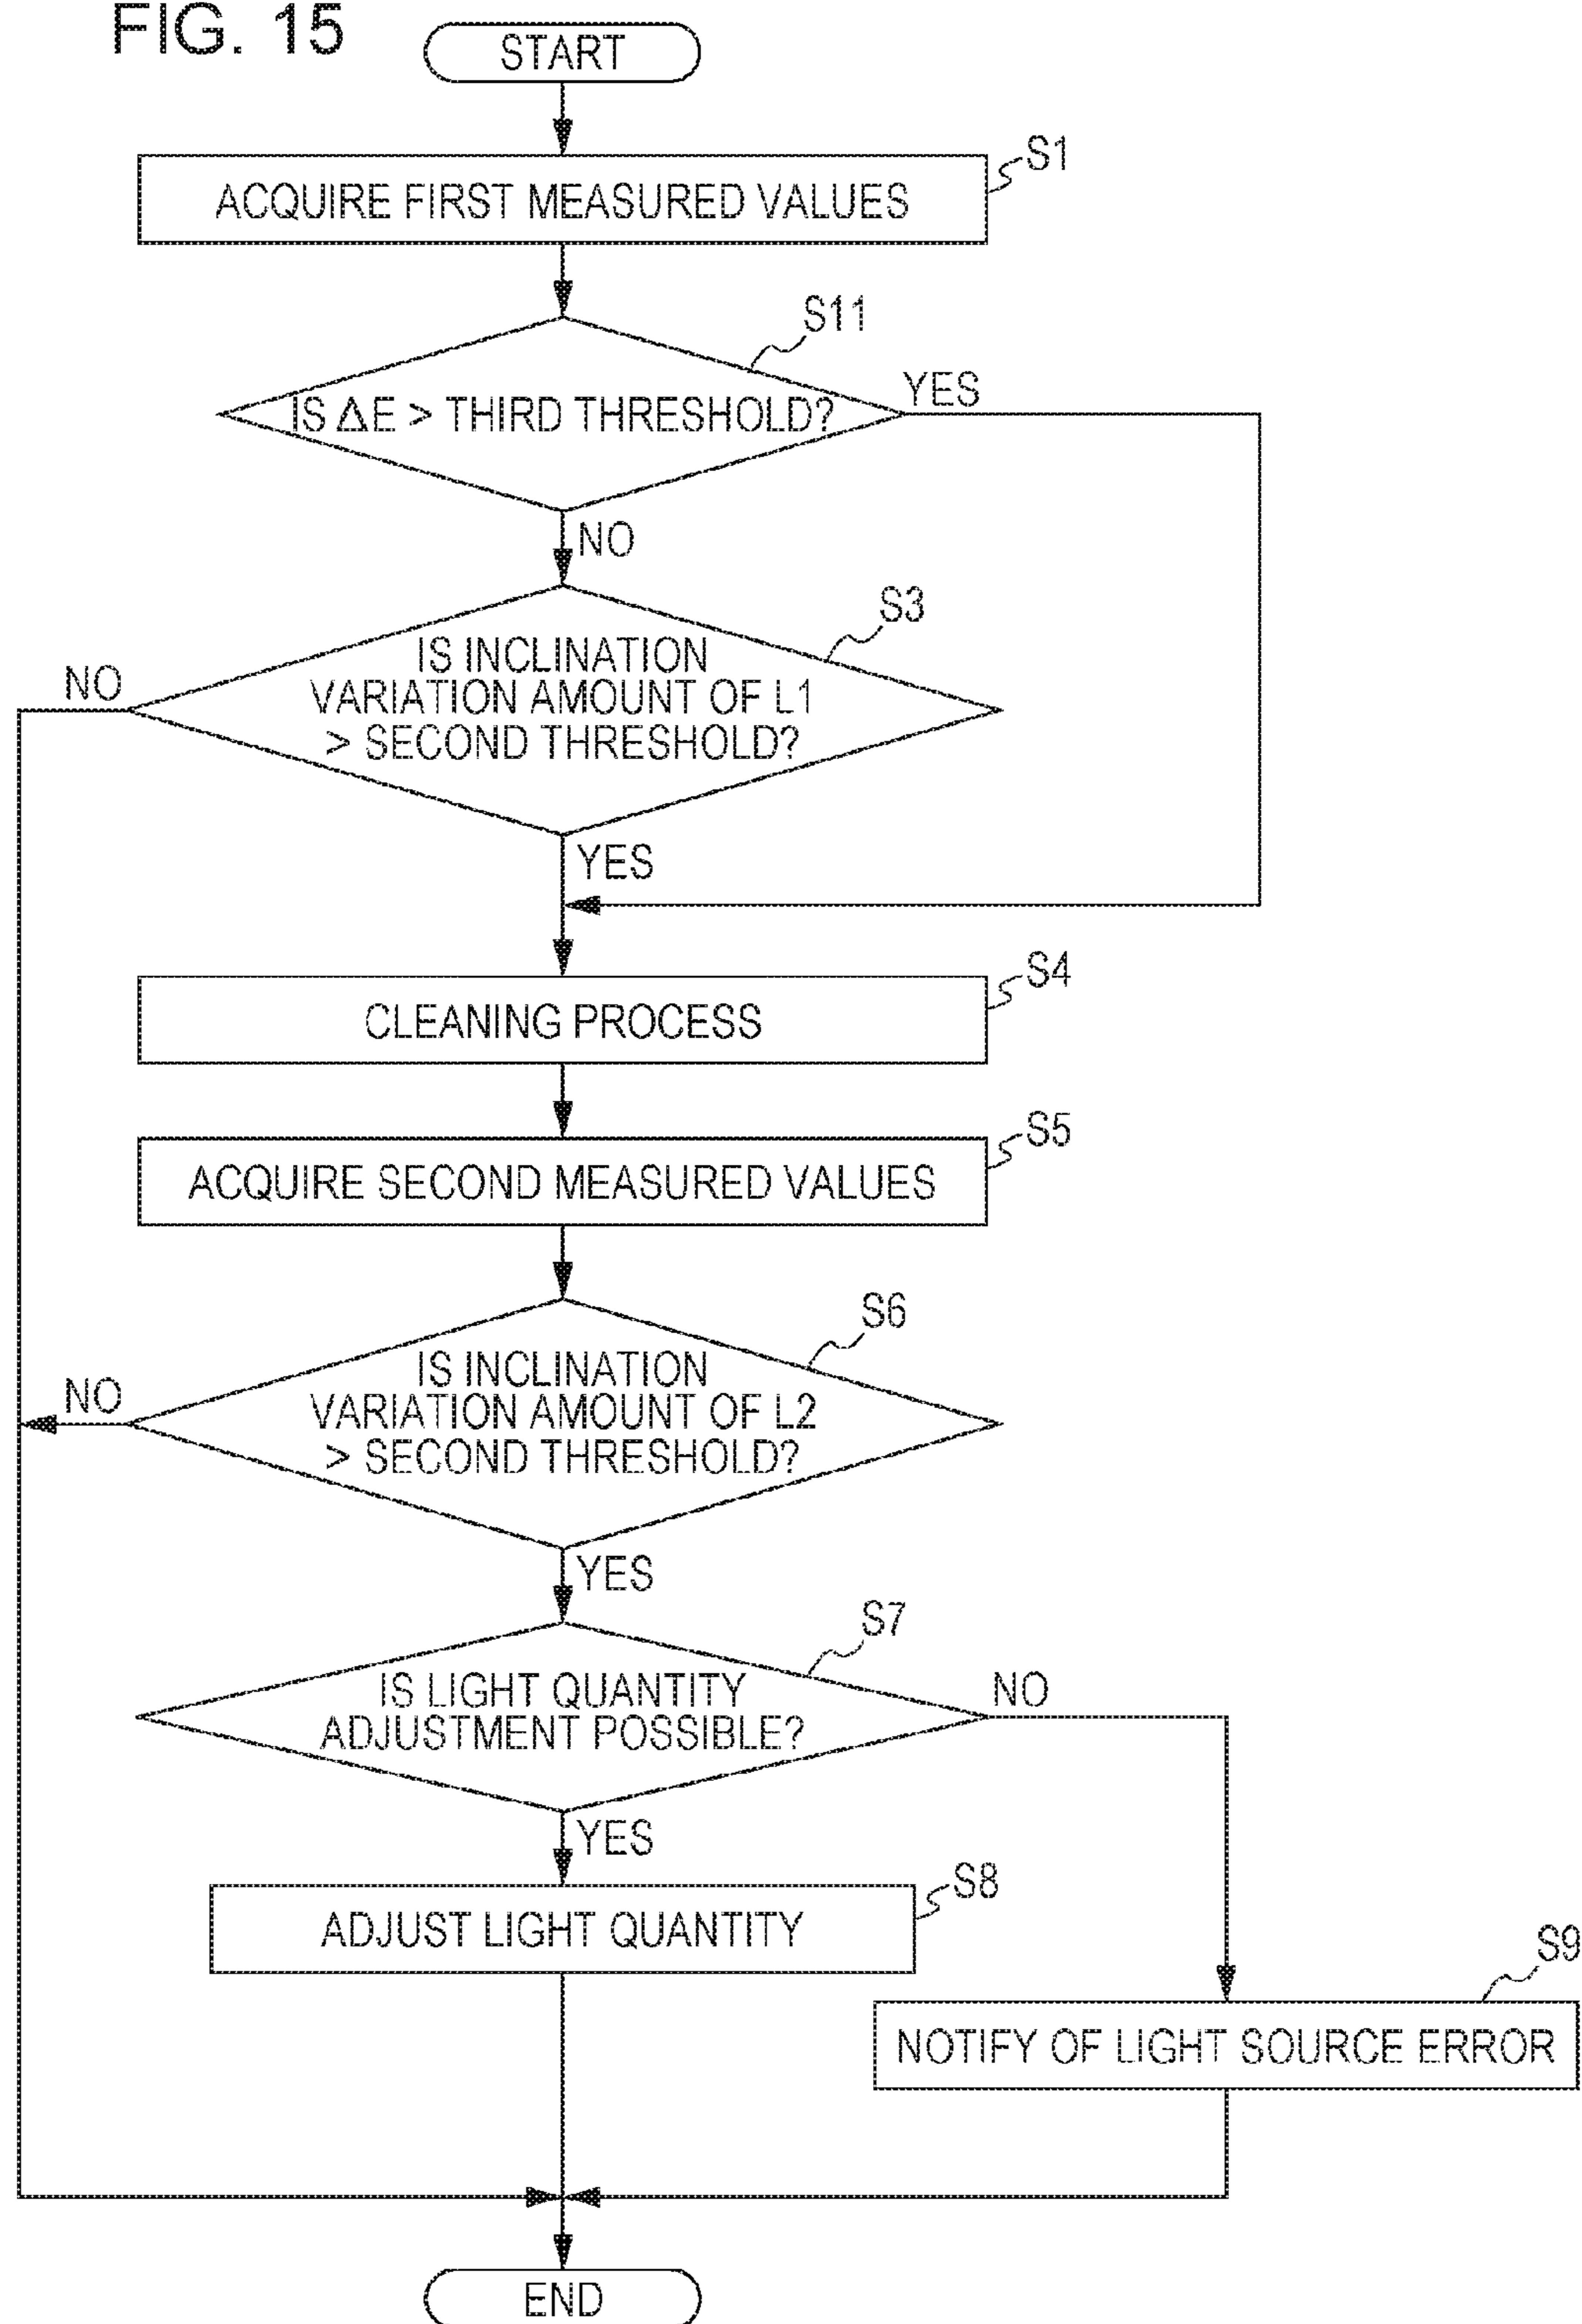 FIG. 15
START
S1
ACQUIRE FIRST MEASURED VALUES
S11
IS ΔE > THIRD THRESHOLD?
YES
NO
S3
IS INCLINATION
VARIATION AMOUNT OF L1
> SECOND THRESHOLD?
NO
YES
S4
CLEANING PROCESS
S5
ACQUIRE SECOND MEASURED VALUES
S6
IS INCLINATION
VARIATION AMOUNT OF L2
> SECOND THRESHOLD?
NO
YES
S7
IS LIGHT QUANTITY
ADJUSTMENT POSSIBLE?
NO
YES
S8
ADJUST LIGHT QUANTITY
S9
NOTIFY OF LIGHT SOURCE ERROR
END